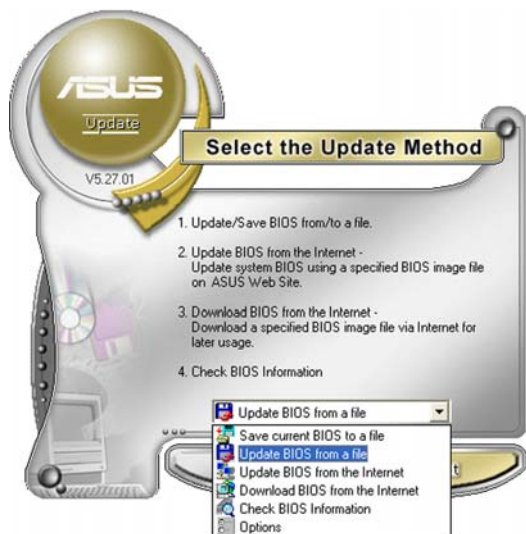 ASUS
Update
V5.27.01
Select the Update Method
1. Update/Save BIOS from/to a file.
2. Update BIOS from the Internet -
Update system BIOS using a specified BIOS image file
on ASUS Web Site.
3. Download BIOS from the Internet -
Download a specified BIOS image file via Internet for
later usage.
4. Check BIOS Information
Update BIOS from a file
Save current BIOS to a file
Update BIOS from a file
Update BIOS from the Internet
Download BIOS from the Internet
Check BIOS Information
Options